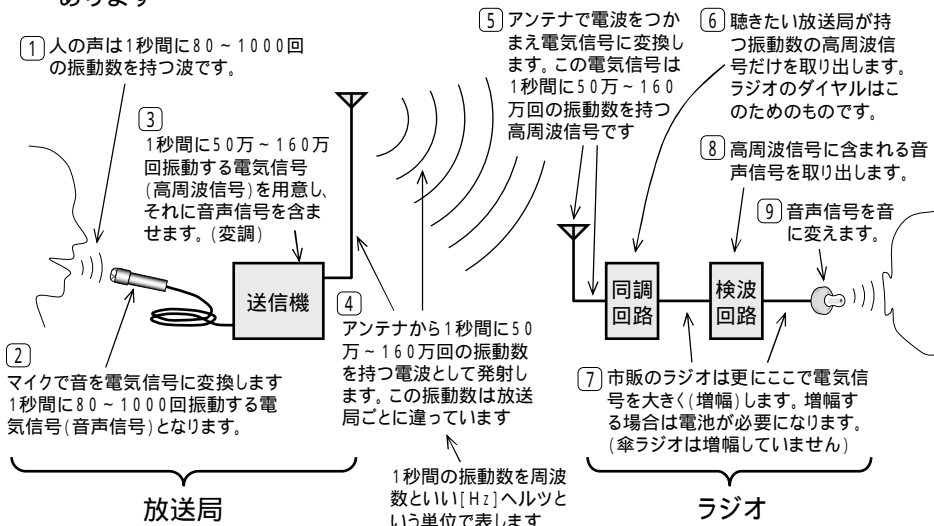 あります
1 人の声は1秒間に80~1000回
の振動数を持つ波です。
2
マイクで音を電気信号に変換します
1秒間に80~1000回振動する電
気信号(音声信号)となります。
3
1秒間に50万~160万
回振動する電気信号
(高周波信号)を用意し、
それに音声信号を含ま
せます。(変調)
送信機
4
アンテナから1秒間に50
万~160万回の振動数
を持つ電波として発射し
ます。この振動数は放送
局ごとに違っています
1秒間の振動数を周波
数といい[Hz]ヘルツと
いう単位で表します
放送局
5 アンテナで電波をつか
まえ電気信号に変換し
ます。この電気信号は
1秒間に50万~160
万回の振動数を持つ
高周波信号です
6 聴きたい放送局が持
つ振動数の高周波信
号だけを取り出します。
ラジオのダイヤルはこ
のためのものです。
同調
回路
7 市販のラジオは更にここで電気信
号を大きく(増幅)します。増幅す
る場合は電池が必要になります。
(傘ラジオは増幅していません)
8 高周波信号に含まれる音
声信号を取り出します。
検波
回路
9 音声信号を音
に変えます。
ラジオ